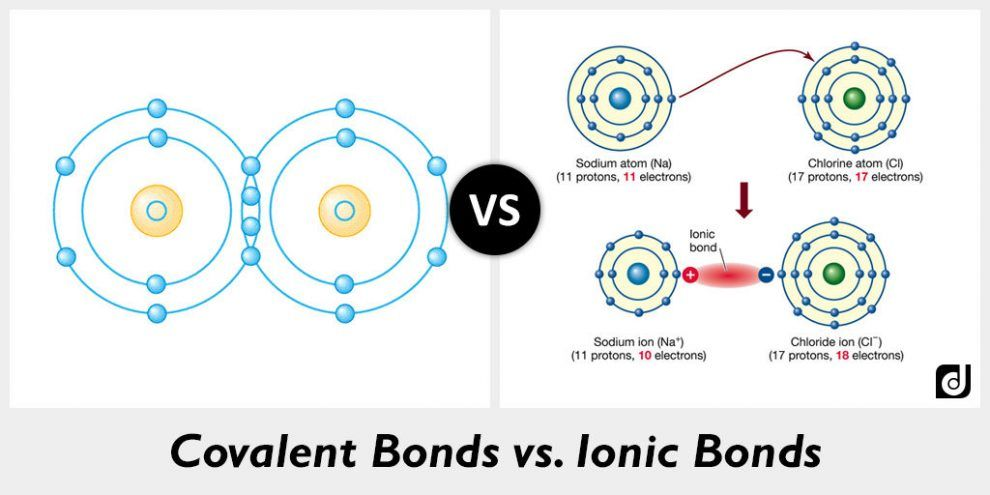 Sodium atom (Na)
(11 protons, 11 electrons)
Chlorine atom (Cl)
(17 protons, 17 electrons)
VS
Ionic
bond
+
−
Sodium ion (Na⁺)
(11 protons, 10 electrons)
Chloride ion (Cl⁻)
(17 protons, 18 electrons)
d
Covalent Bonds vs. Ionic Bonds